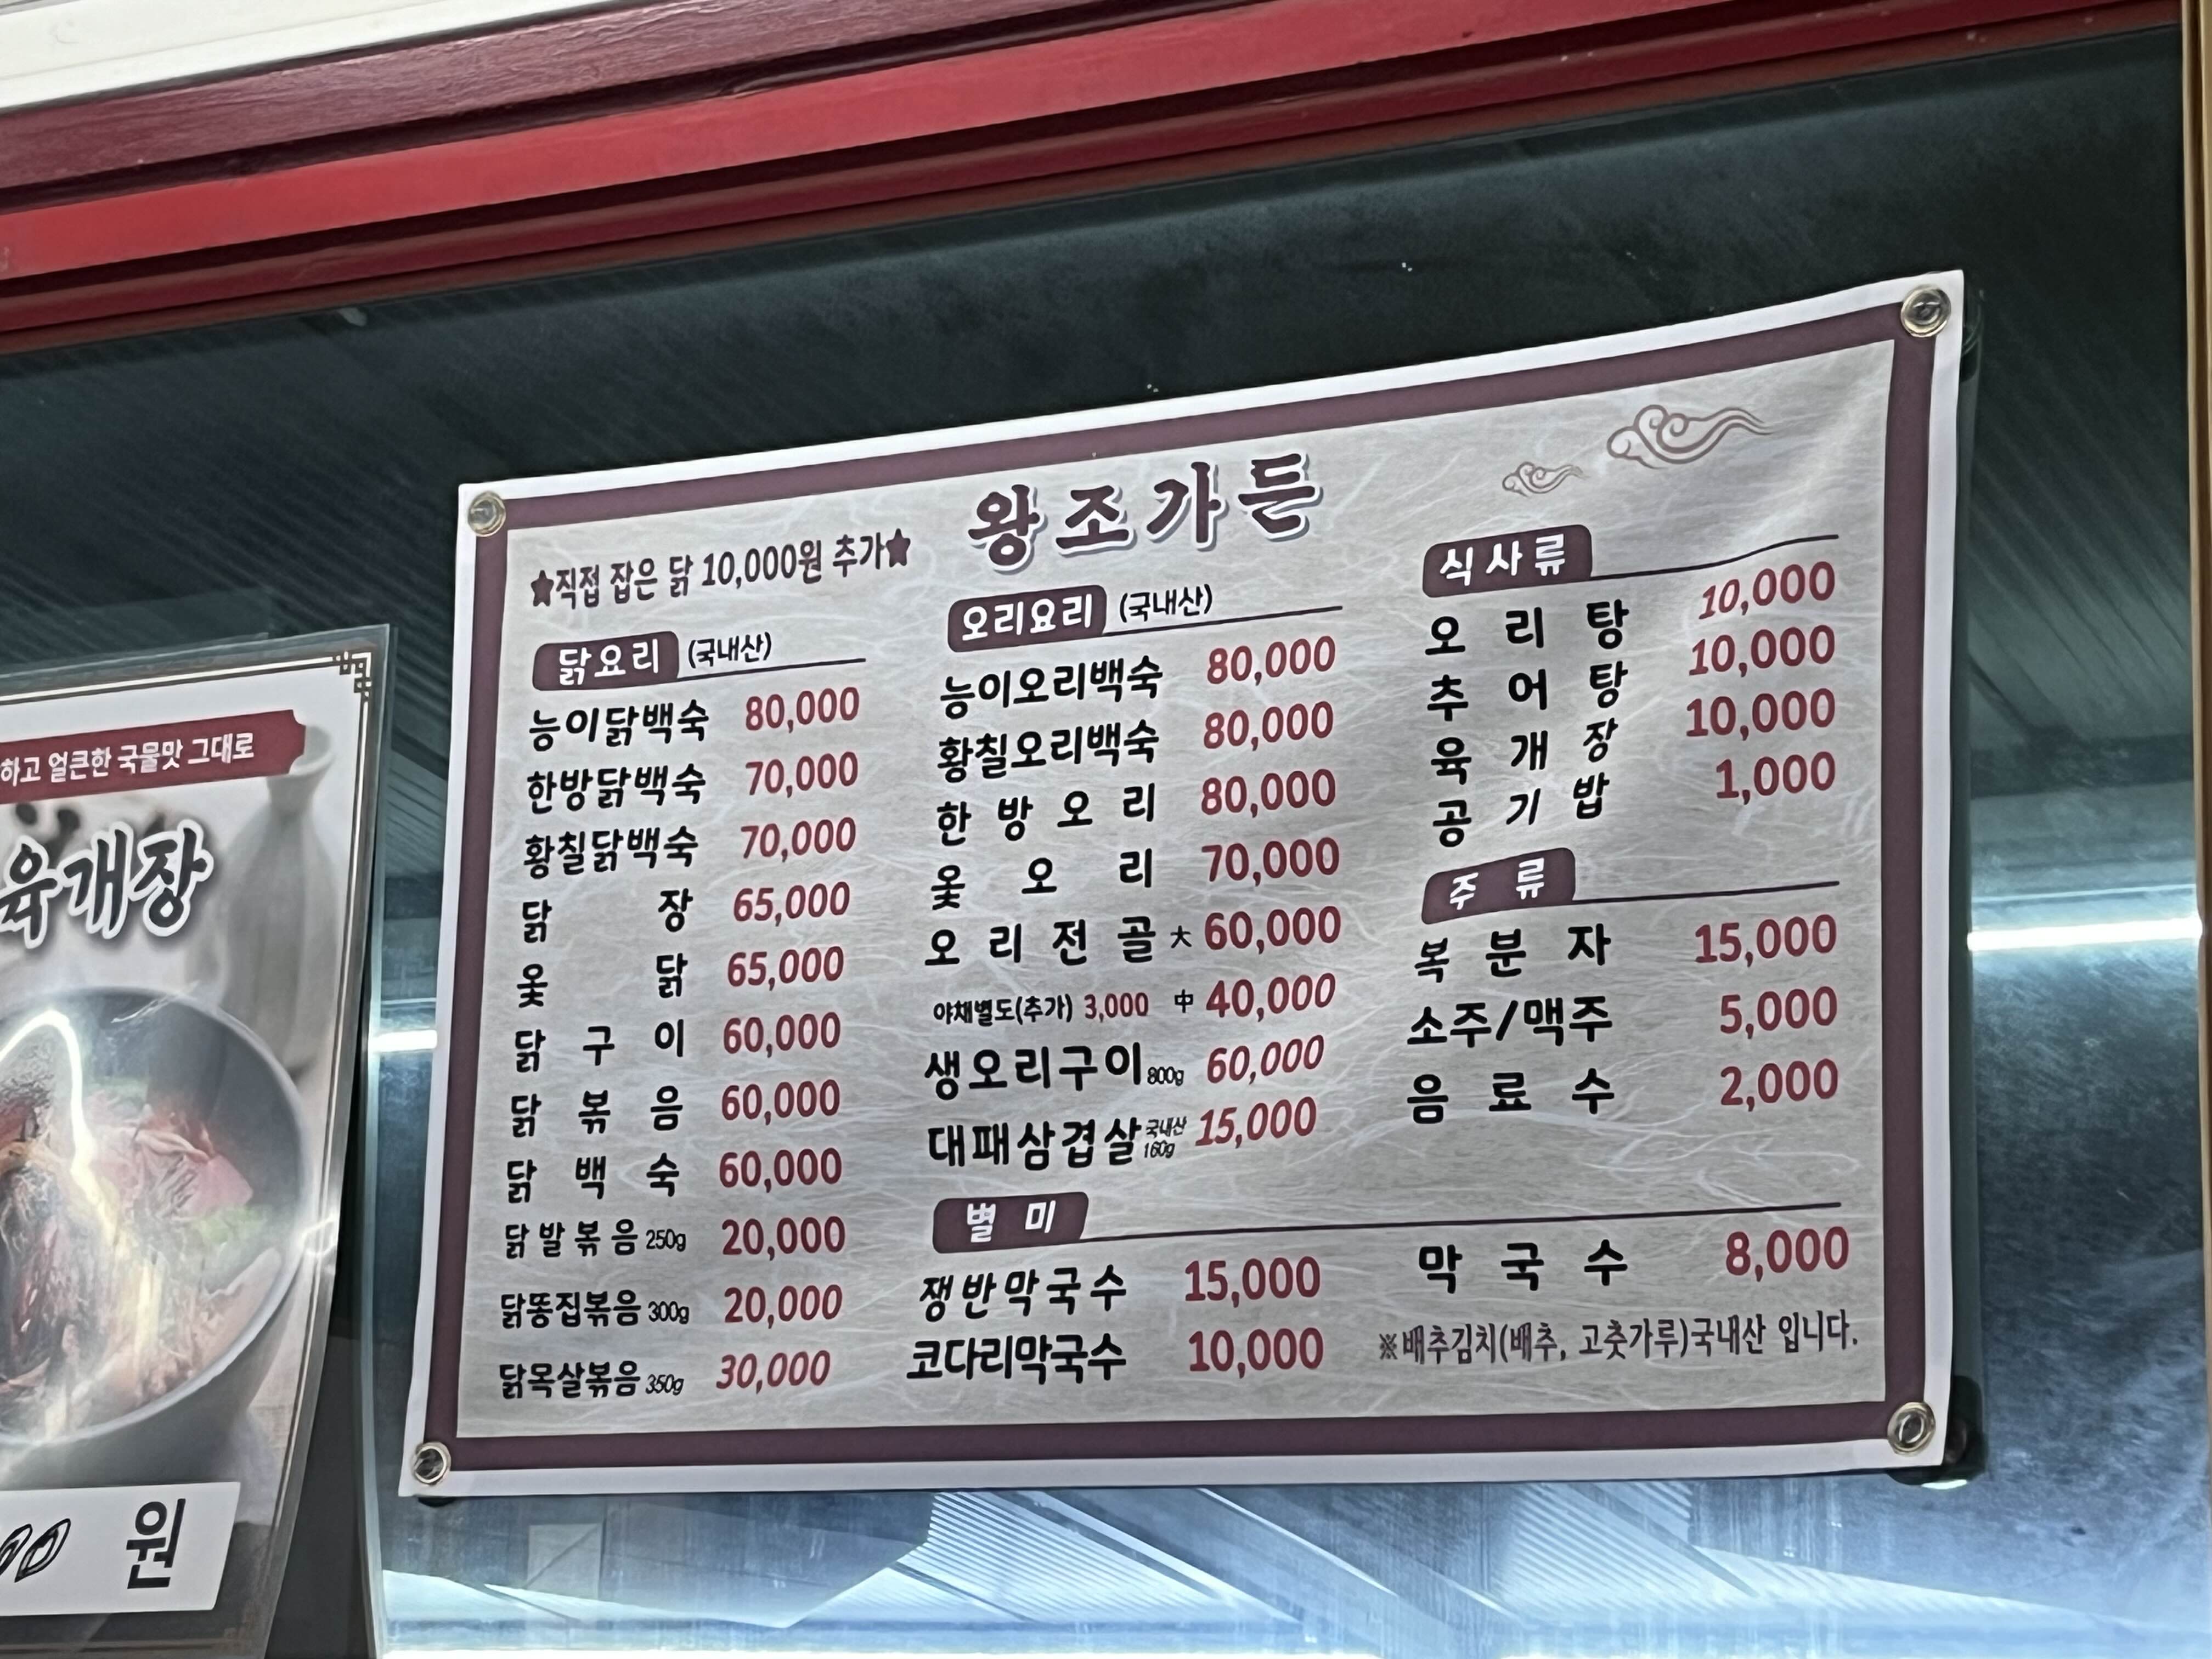 하고 얼큰한 국물맛 그대로
육개장
00 원
왕조가든
★직접 잡은 닭 10,000원 추가★
닭요리 (국내산)
능이닭백숙 80,000
한방닭백숙 70,000
황칠닭백숙 70,000
닭장 65,000
옻닭 65,000
닭구이 60,000
닭볶음 60,000
닭백숙 60,000
닭발볶음 250g 20,000
닭똥집볶음 300g 20,000
닭목살볶음 350g 30,000
오리요리 (국내산)
능이오리백숙 80,000
황칠오리백숙 80,000
한방오리 80,000
옻오리 70,000
오리전골 大 60,000
야채별도(추가) 3,000 中 40,000
생오리구이 800g 60,000
대패삼겹살 국내산 160g 15,000
식사류
오리탕 10,000
추어탕 10,000
육개장 10,000
공기밥 1,000
주류
복분자 15,000
소주/맥주 5,000
음료수 2,000
별미
쟁반막국수 15,000
코다리막국수 10,000
막국수 8,000
※배추김치(배추, 고춧가루)국내산 입니다.